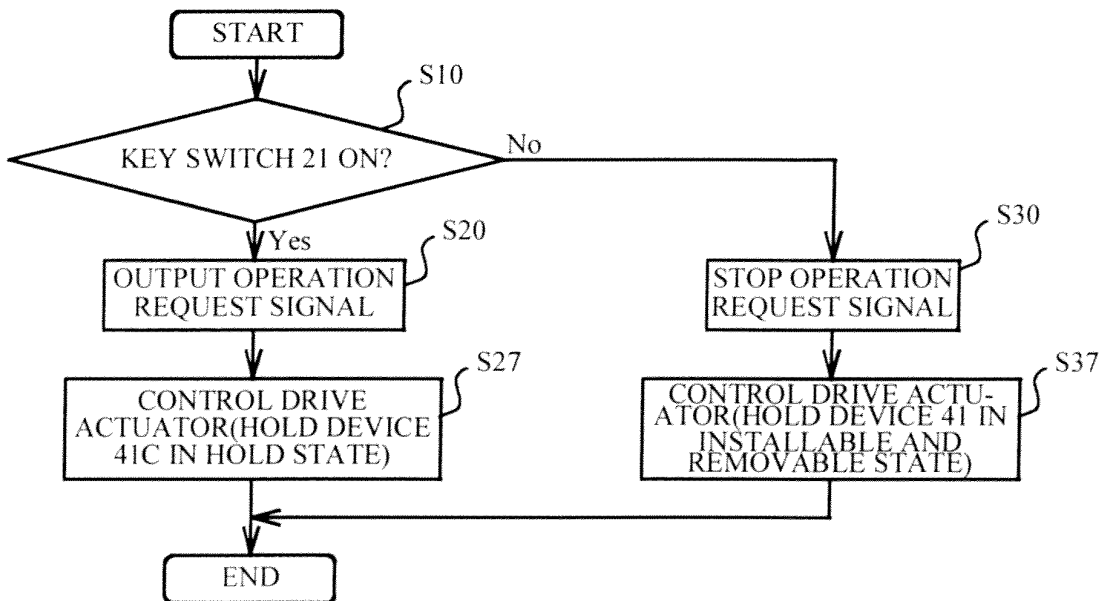 START
S10
KEY SWITCH 21 ON?
No
Yes
S20
S30
OUTPUT OPERATION
REQUEST SIGNAL
STOP OPERATION
REQUEST SIGNAL
S27
S37
CONTROL DRIVE
ACTUATOR(HOLD DEVICE
41C IN HOLD STATE)
CONTROL DRIVE ACTU-
ATOR(HOLD DEVICE 41 IN
INSTALLABLE AND
REMOVABLE STATE)
END